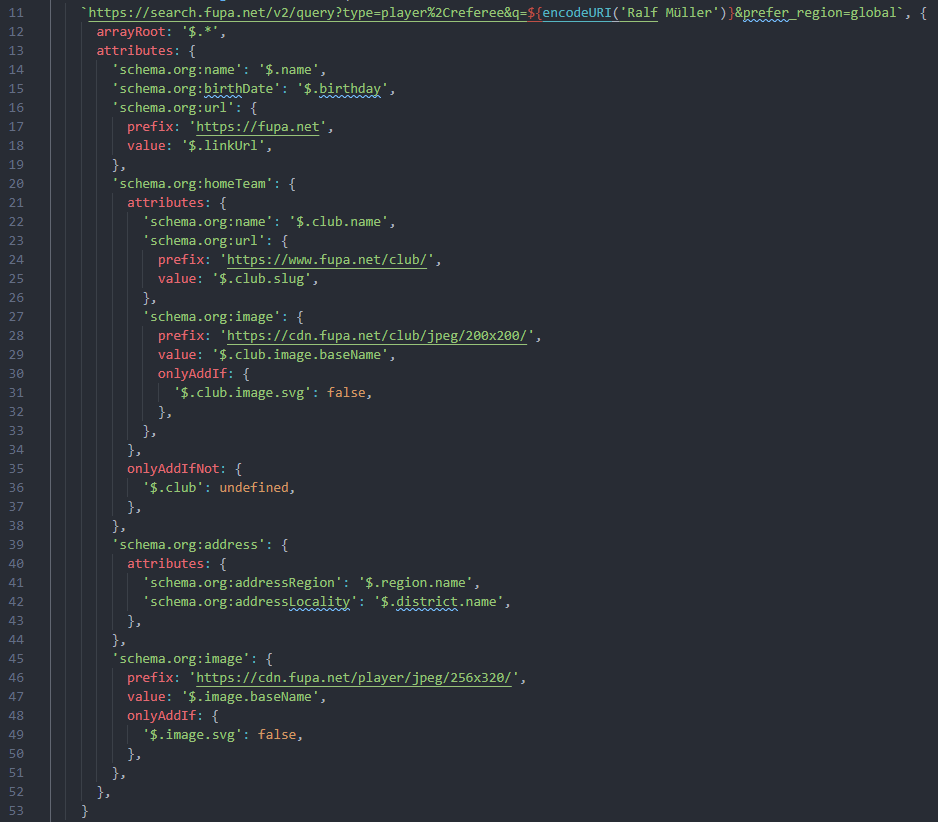 11 `https://search.fupa.net/v2/query?type=player%2Creferee&q=${encodeURI('Ralf Müller')}&prefer_region=global`, {
12 arrayRoot: '$.*',
13 attributes: {
14 'schema.org:name': '$.name',
15 'schema.org:birthDate': '$.birthday',
16 'schema.org:url': {
17 prefix: 'https://fupa.net',
18 value: '$.linkUrl',
19 },
20 'schema.org:homeTeam': {
21 attributes: {
22 'schema.org:name': '$.club.name',
23 'schema.org:url': {
24 prefix: 'https://www.fupa.net/club/',
25 value: '$.club.slug',
26 },
27 'schema.org:image': {
28 prefix: 'https://cdn.fupa.net/club/jpeg/200x200/',
29 value: '$.club.image.baseName',
30 onlyAddIf: {
31 '$.club.image.svg': false,
32 },
33 },
34 },
35 onlyAddIfNot: {
36 '$.club': undefined,
37 },
38 },
39 'schema.org:address': {
40 attributes: {
41 'schema.org:addressRegion': '$.region.name',
42 'schema.org:addressLocality': '$.district.name',
43 },
44 },
45 'schema.org:image': {
46 prefix: 'https://cdn.fupa.net/player/jpeg/256x320/',
47 value: '$.image.baseName',
48 onlyAddIf: {
49 '$.image.svg': false,
50 },
51 },
52 },
53 }